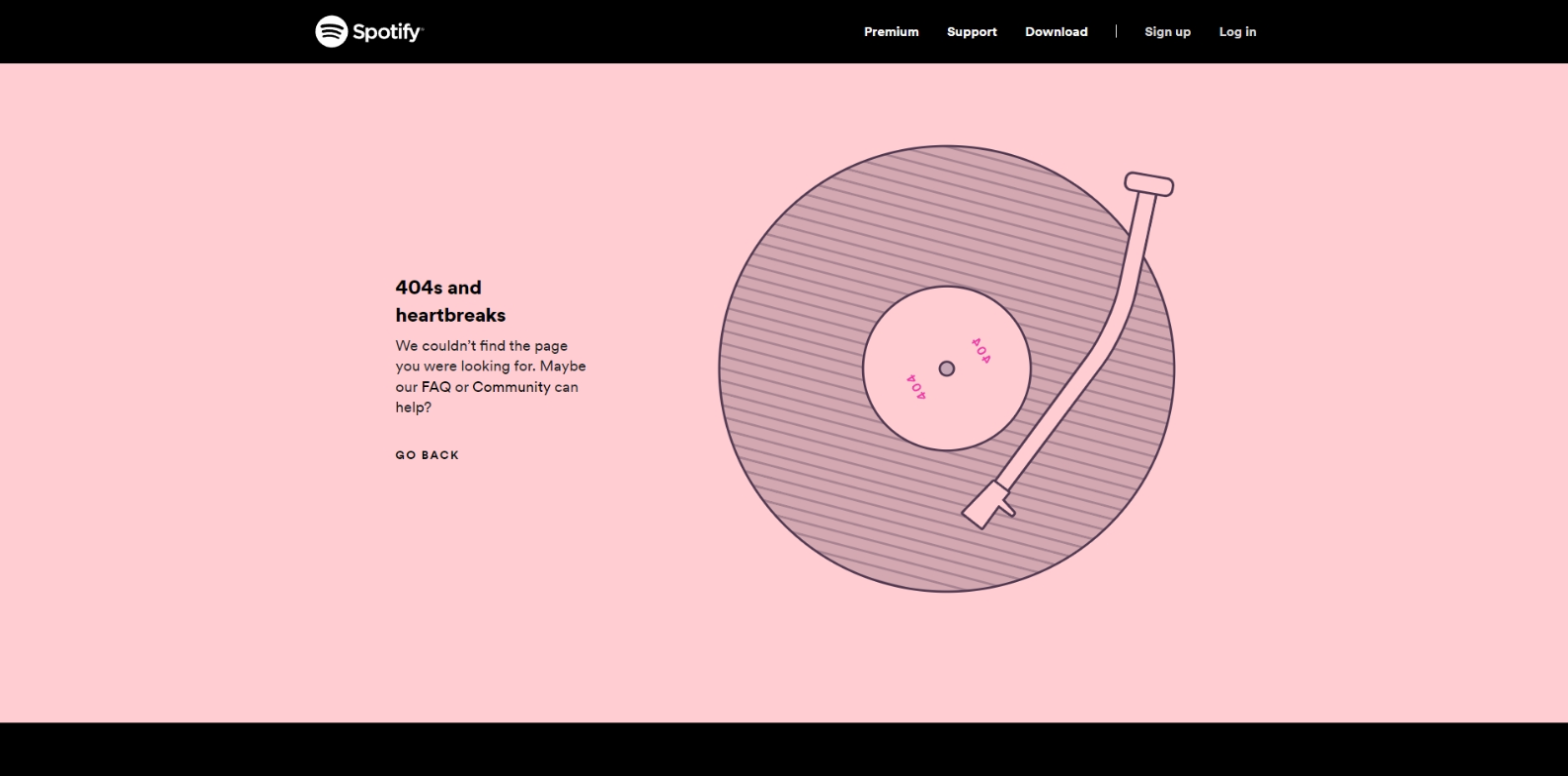 Spotify
Premium Support Download | Sign up Log in
404s and
heartbreaks
We couldn't find the page
you were looking for. Maybe
our FAQ or Community can
help?
GO BACK
404
404